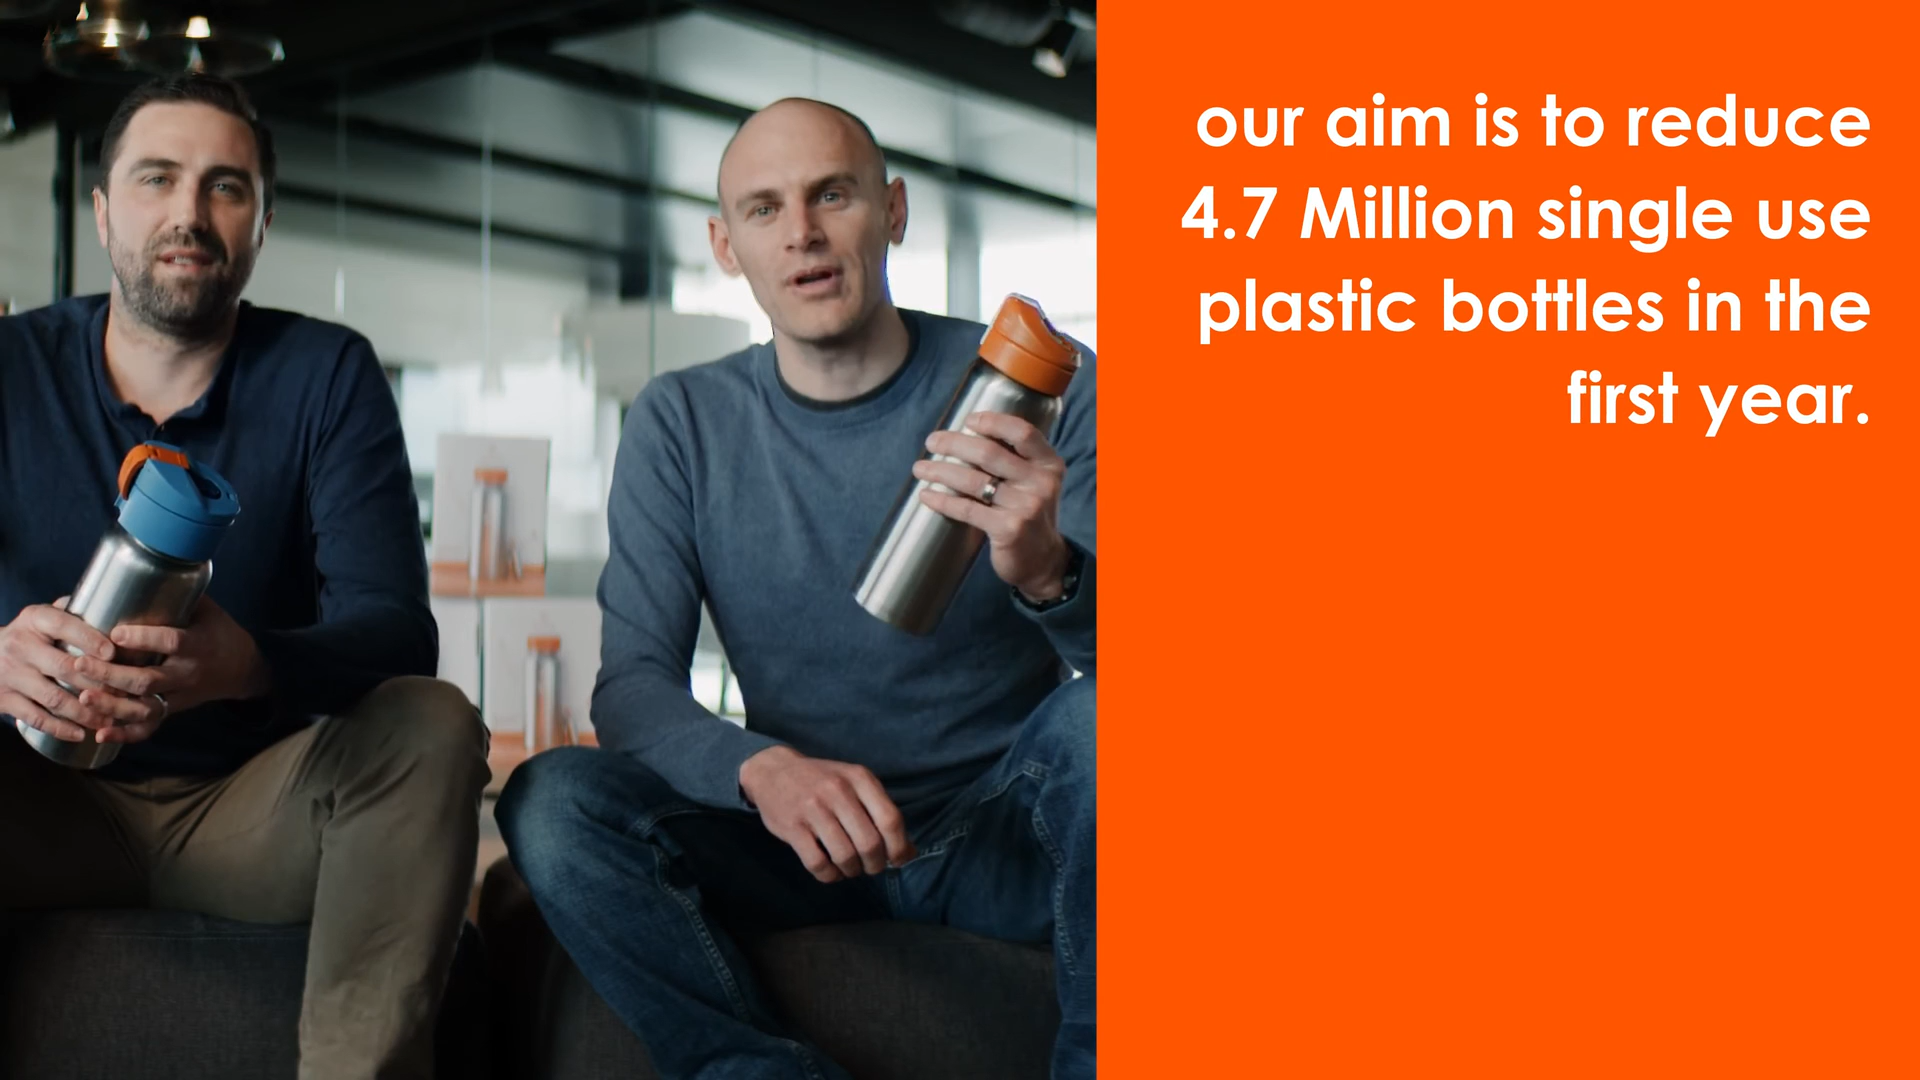 our aim is to reduce
4.7 Million single use
plastic bottles in the
first year.